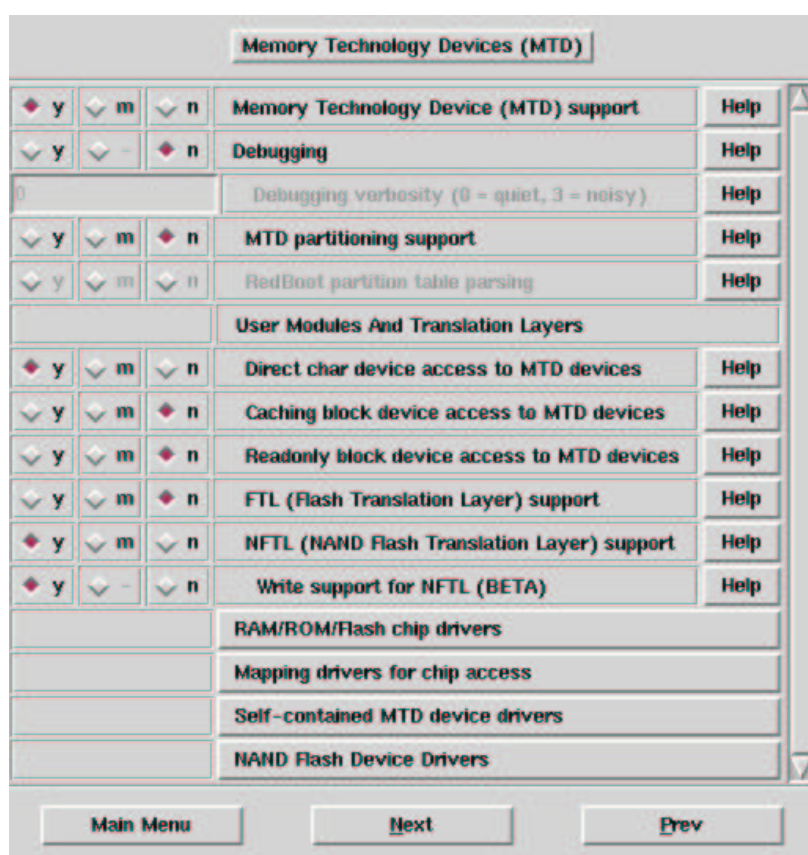 Memory Technology Devices (MTD)
y m n Memory Technology Device (MTD) support Help
y - n Debugging Help
0 Debugging verbosity (0 = quiet, 3 = noisy) Help
y m n MTD partitioning support Help
y m n RedBoot partition table parsing Help
User Modules And Translation Layers
y m n Direct char device access to MTD devices Help
y m n Caching block device access to MTD devices Help
y m n Readonly block device access to MTD devices Help
y m n FTL (Flash Translation Layer) support Help
y m n NFTL (NAND Flash Translation Layer) support Help
y - n Write support for NFTL (BETA) Help
RAM/ROM/Flash chip drivers
Mapping drivers for chip access
Self-contained MTD device drivers
NAND Flash Device Drivers
Main Menu Next Prev